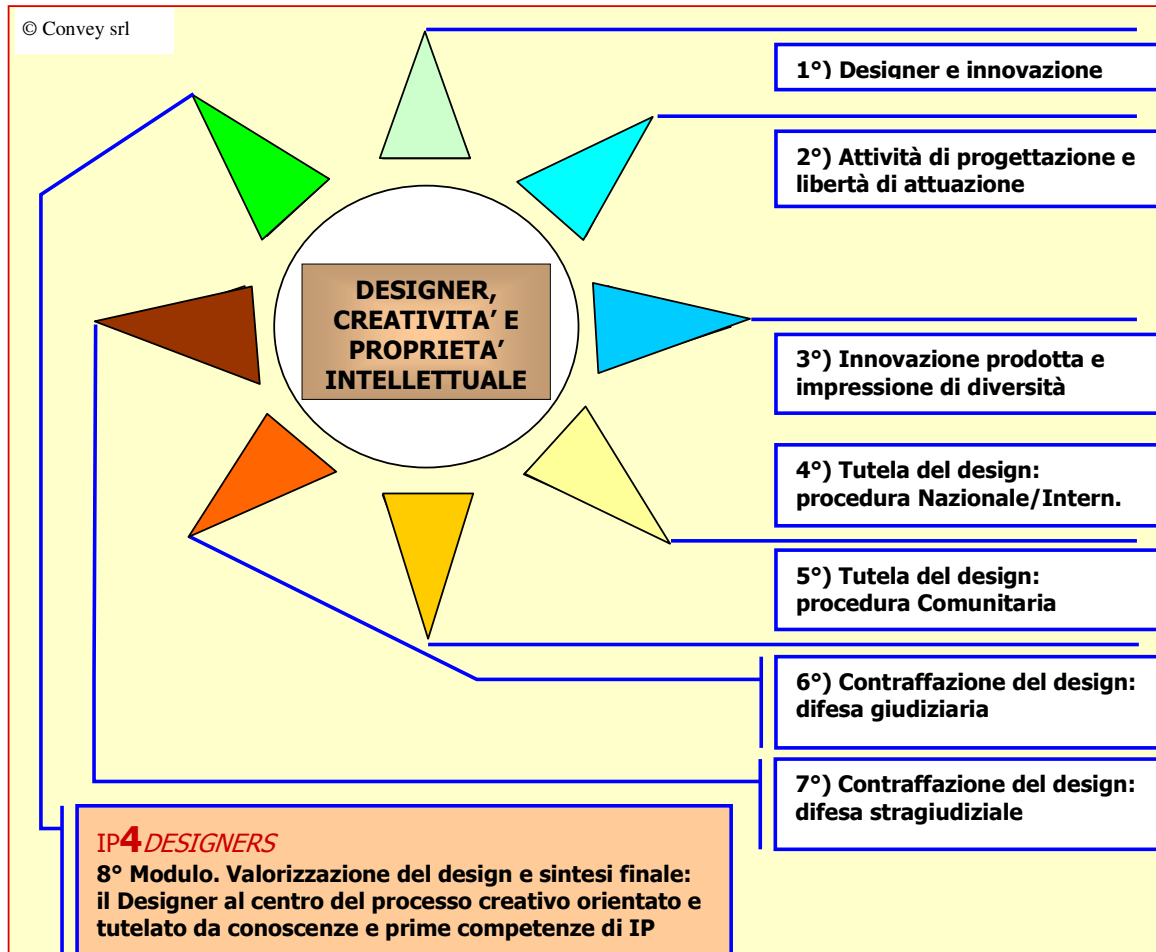 © Convey srl
1°) Designer e innovazione
2°) Attività di progettazione e
libertà di attuazione
DESIGNER,
CREATIVITA’ E
PROPRIETA’
INTELLETTUALE
3°) Innovazione prodotta e
impressione di diversità
4°) Tutela del design:
procedura Nazionale/Intern.
5°) Tutela del design:
procedura Comunitaria
6°) Contraffazione del design:
difesa giudiziaria
7°) Contraffazione del design:
difesa stragiudiziale
IP4DESIGNERS
8° Modulo. Valorizzazione del design e sintesi finale:
il Designer al centro del processo creativo orientato e
tutelato da conoscenze e prime competenze di IP